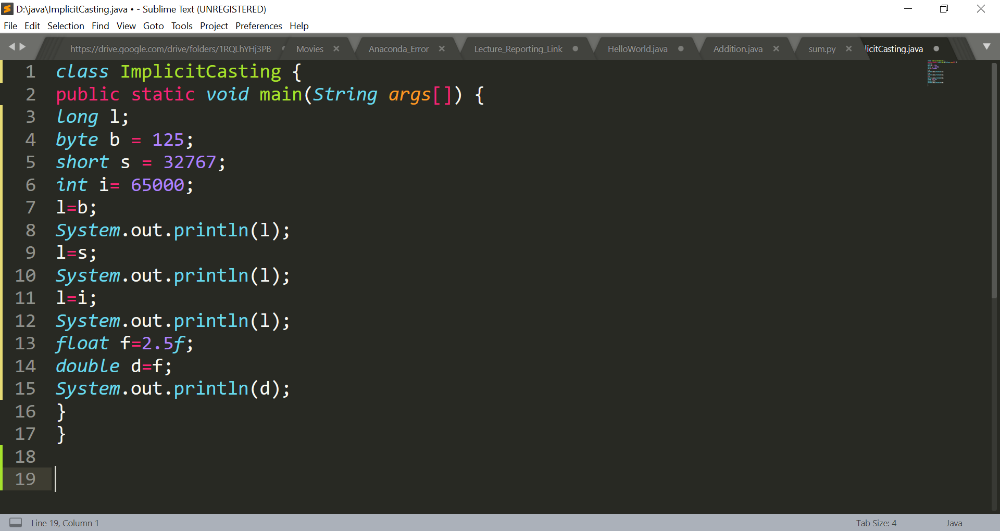 D:\java\ImplicitCasting.java • - Sublime Text (UNREGISTERED)
File Edit Selection Find View Goto Tools Project Preferences Help
https://drive.google.com/drive/folders/1RQLhYHj3PB Movies Anaconda_Error Lecture_Reporting_Link HelloWorld.java Addition.java sum.py licitCasting.java
1 class ImplicitCasting {
2 public static void main(String args[]) {
3 long l;
4 byte b = 125;
5 short s = 32767;
6 int i= 65000;
7 l=b;
8 System.out.println(l);
9 l=s;
10 System.out.println(l);
11 l=i;
12 System.out.println(l);
13 float f=2.5f;
14 double d=f;
15 System.out.println(d);
16 }
17 }
18
19
Line 19, Column 1 Tab Size: 4 Java